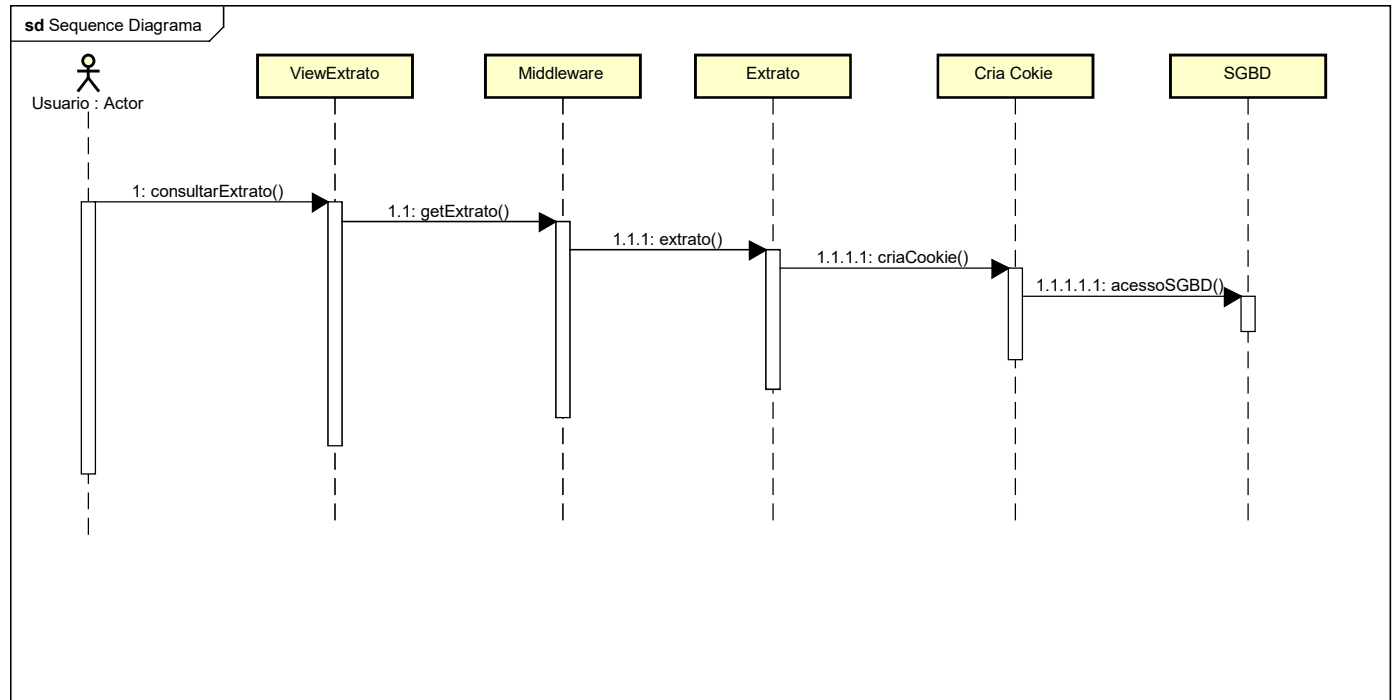 sd Sequence Diagrama
Usuario : Actor
ViewExtrato
Middleware
Extrato
Cria Cokie
SGBD
1: consultarExtrato()
1.1: getExtrato()
1.1.1: extrato()
1.1.1.1: criaCookie()
1.1.1.1.1: acessoSGBD()